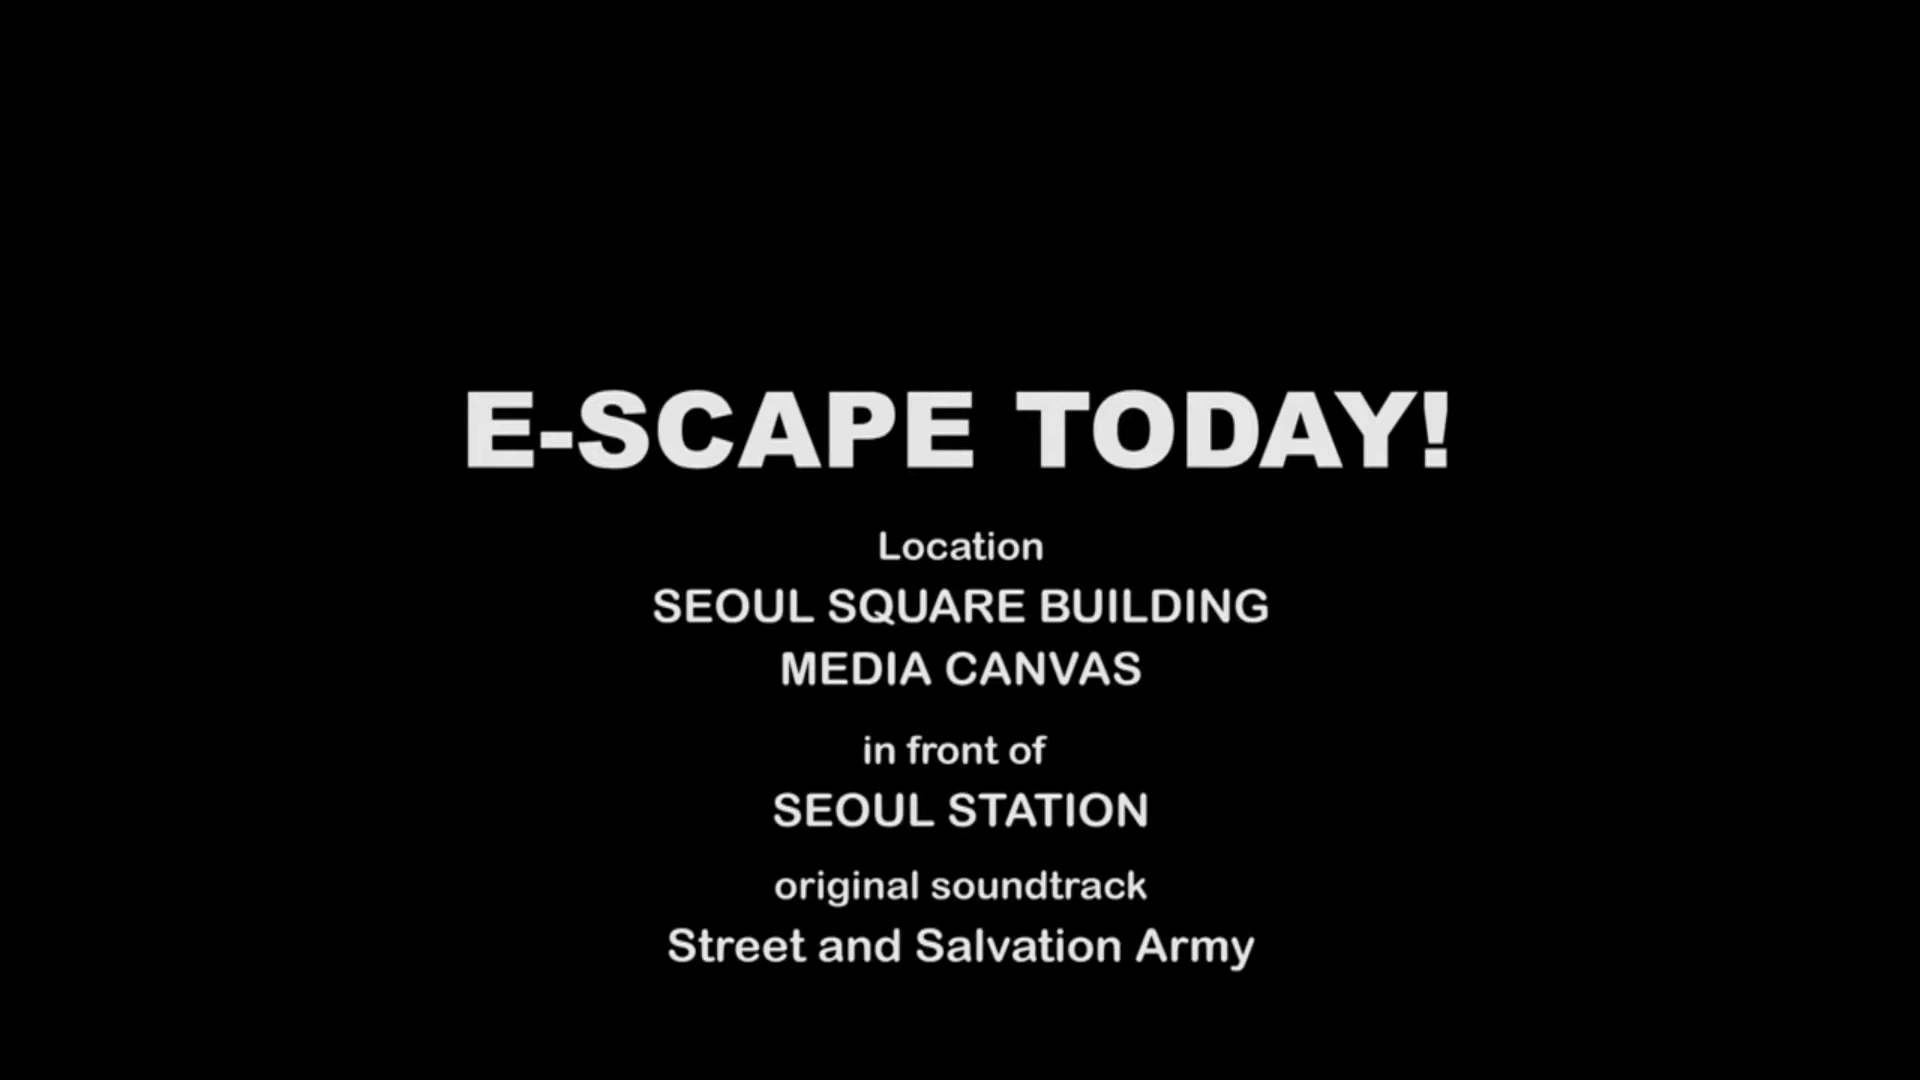 E-SCAPE TODAY!
Location
SEOUL SQUARE BUILDING
MEDIA CANVAS
in front of
SEOUL STATION
original soundtrack
Street and Salvation Army